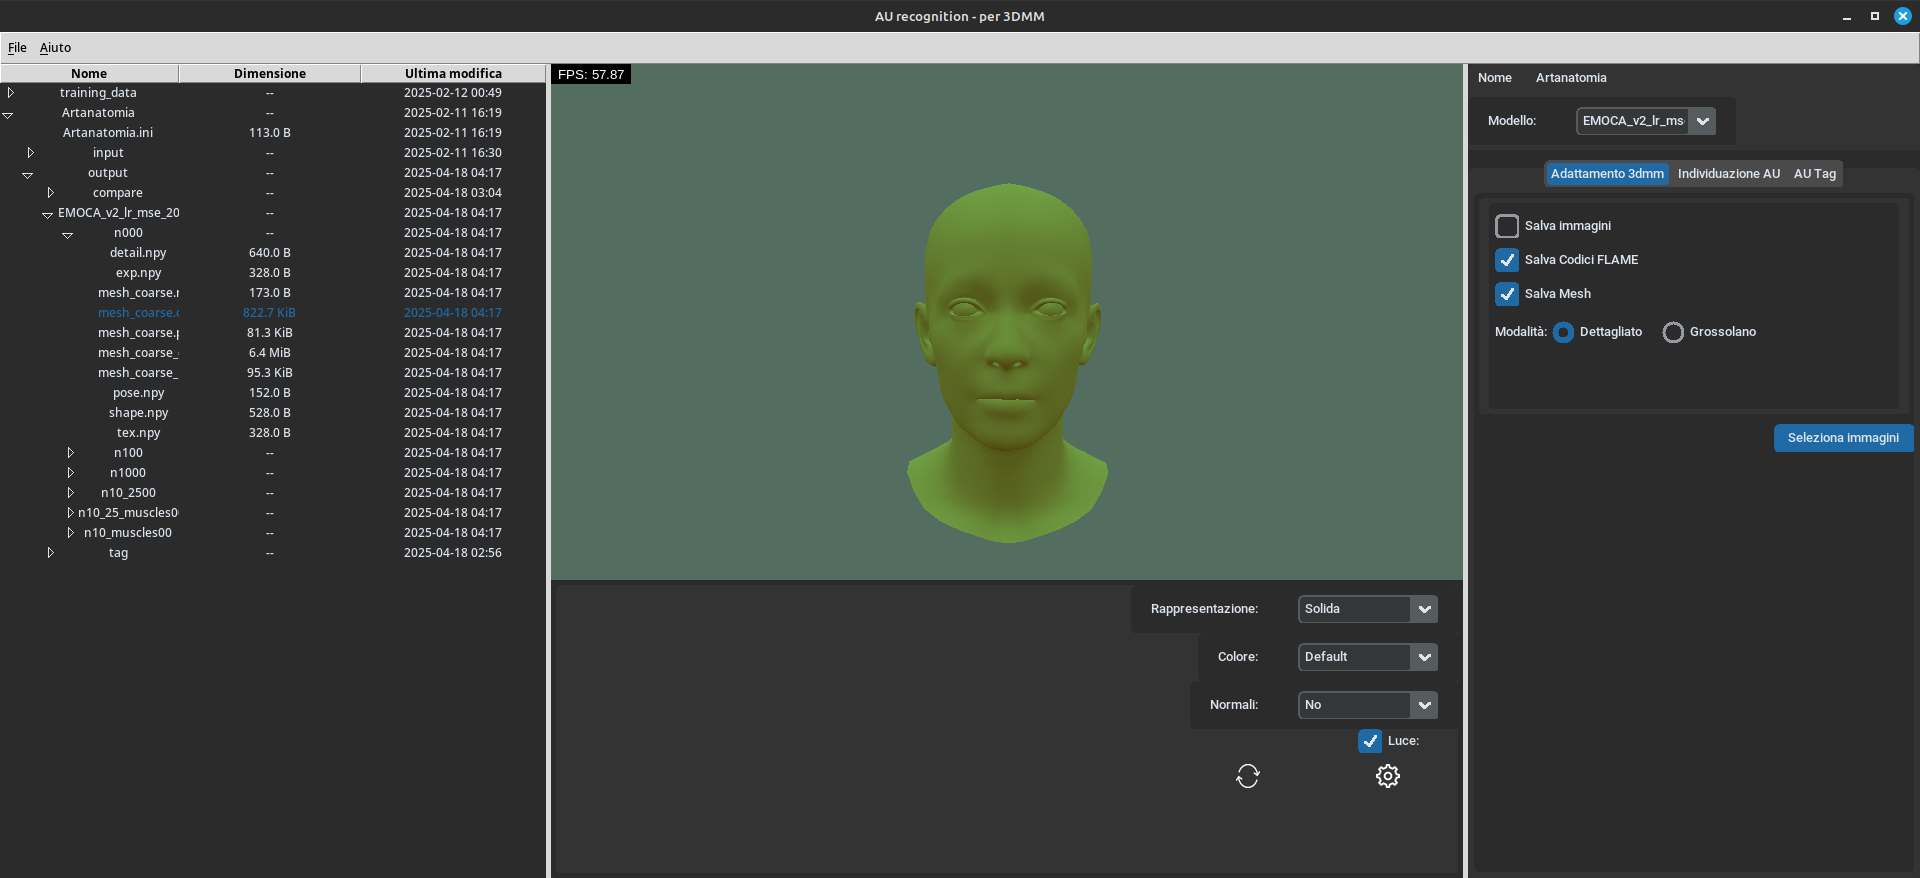 AU recognition - per 3DMM
File Aiuto
Nome Dimensione Ultima modifica
training_data -- 2025-02-12 00:49
Artanatomia -- 2025-02-11 16:19
Artanatomia.ini 113.0 B 2025-02-11 16:19
input -- 2025-02-11 16:30
output -- 2025-04-18 04:17
compare -- 2025-04-18 03:04
EMOCA_v2_lr_mse_20 -- 2025-04-18 04:17
n000 -- 2025-04-18 04:17
detail.npy 640.0 B 2025-04-18 04:17
exp.npy 328.0 B 2025-04-18 04:17
mesh_coarse. 173.0 B 2025-04-18 04:17
mesh_coarse. 822.7 KiB 2025-04-18 04:17
mesh_coarse. 81.3 KiB 2025-04-18 04:17
mesh_coarse_ 6.4 MiB 2025-04-18 04:17
mesh_coarse_ 95.3 KiB 2025-04-18 04:17
pose.npy 152.0 B 2025-04-18 04:17
shape.npy 528.0 B 2025-04-18 04:17
tex.npy 328.0 B 2025-04-18 04:17
n100 -- 2025-04-18 04:17
n1000 -- 2025-04-18 04:17
n10_2500 -- 2025-04-18 04:17
n10_25_muscles0 -- 2025-04-18 04:17
n10_muscles00 -- 2025-04-18 04:17
tag -- 2025-04-18 02:56
FPS: 57.87
Rappresentazione: Solida
Colore: Default
Normali: No
Luce:
Nome Artanatomia
Modello: EMOCA_v2_lr_ms
Adattamento 3dmm Individuazione AU AU Tag
Salva immagini
Salva Codici FLAME
Salva Mesh
Modalità: Dettagliato Grossolano
Seleziona immagini